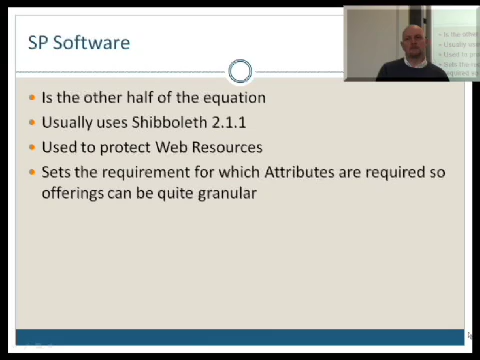 SP Software
Is the other half of the equation
Usually uses Shibboleth 2.1.1
Used to protect Web Resources
Sets the requirement for which Attributes are required so
offerings can be quite granular